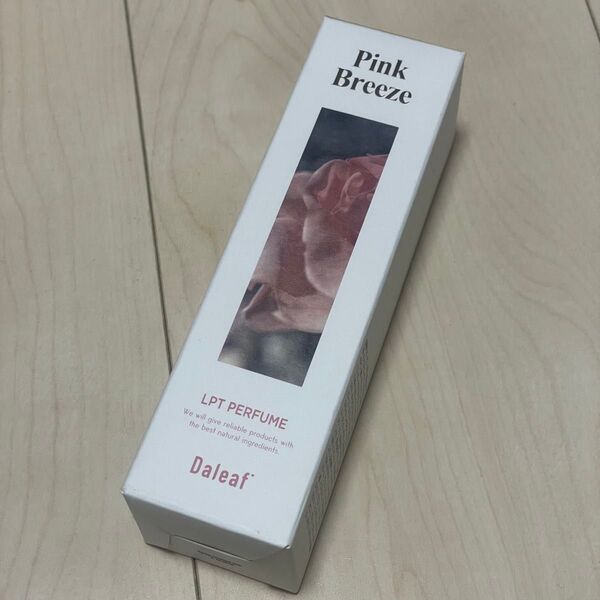 Pink
Breeze
LPT PERFUME
We will give reliable products with
the best natural ingredients.
Daleaf